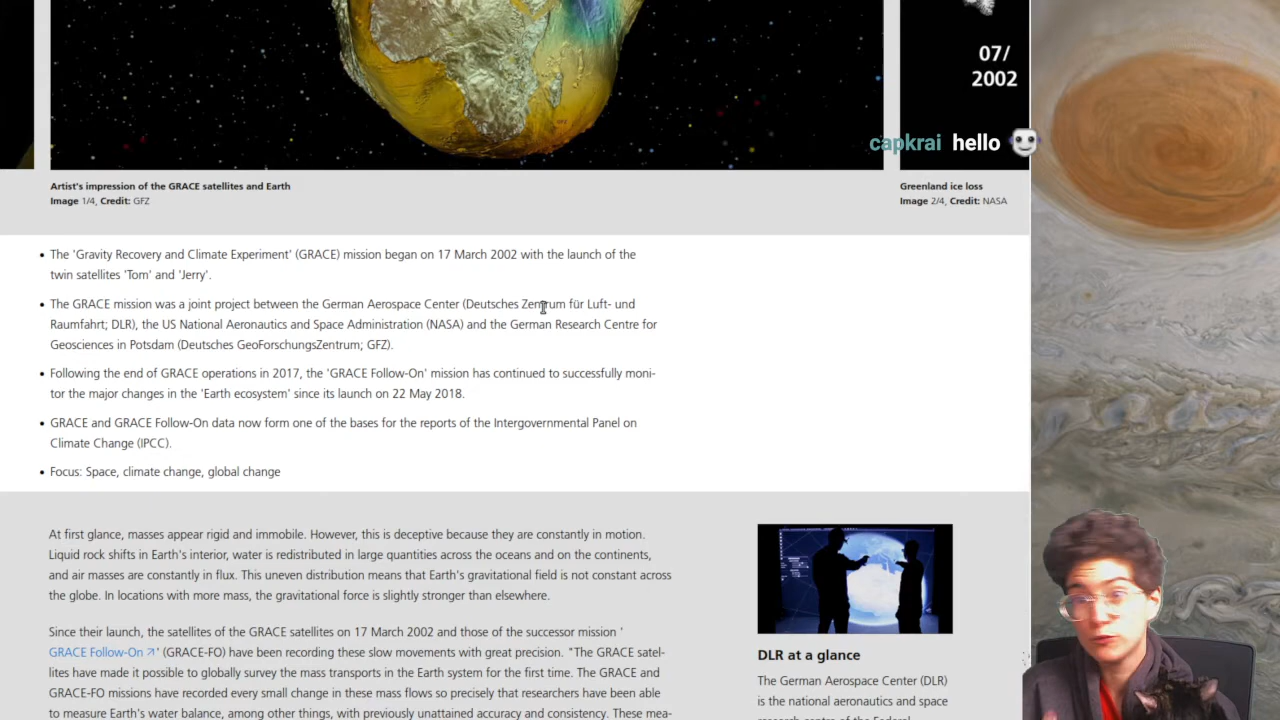 07/
2002
capkrai hello
Artist's impression of the GRACE satellites and Earth
Image 1/4, Credit: GFZ
Greenland ice loss
Image 2/4, Credit: NASA
• The 'Gravity Recovery and Climate Experiment' (GRACE) mission began on 17 March 2002 with the launch of the
twin satellites 'Tom' and 'Jerry'.
• The GRACE mission was a joint project between the German Aerospace Center (Deutsches Zentrum für Luft- und
Raumfahrt; DLR), the US National Aeronautics and Space Administration (NASA) and the German Research Centre for
Geosciences in Potsdam (Deutsches GeoForschungsZentrum; GFZ).
• Following the end of GRACE operations in 2017, the 'GRACE Follow-On' mission has continued to successfully moni-
tor the major changes in the 'Earth ecosystem' since its launch on 22 May 2018.
• GRACE and GRACE Follow-On data now form one of the bases for the reports of the Intergovernmental Panel on
Climate Change (IPCC).
• Focus: Space, climate change, global change
At first glance, masses appear rigid and immobile. However, this is deceptive because they are constantly in motion.
Liquid rock shifts in Earth's interior, water is redistributed in large quantities across the oceans and on the continents,
and air masses are constantly in flux. This uneven distribution means that Earth's gravitational field is not constant across
the globe. In locations with more mass, the gravitational force is slightly stronger than elsewhere.
Since their launch, the satellites of the GRACE satellites on 17 March 2002 and those of the successor mission '
GRACE Follow-On ↗' (GRACE-FO) have been recording these slow movements with great precision. "The GRACE satel-
lites have made it possible to globally survey the mass transports in the Earth system for the first time. The GRACE and
GRACE-FO missions have recorded every small change in these mass flows so precisely that researchers have been able
to measure Earth's water balance, among other things, with previously unattained accuracy and consistency. These mea-
DLR at a glance
The German Aerospace Center (DLR)
is the national aeronautics and space
research centre of the Federal